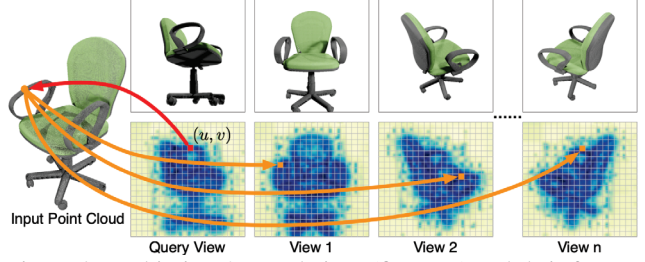 (u, v)
......
Input Point Cloud
Query View
View 1
View 2
View n